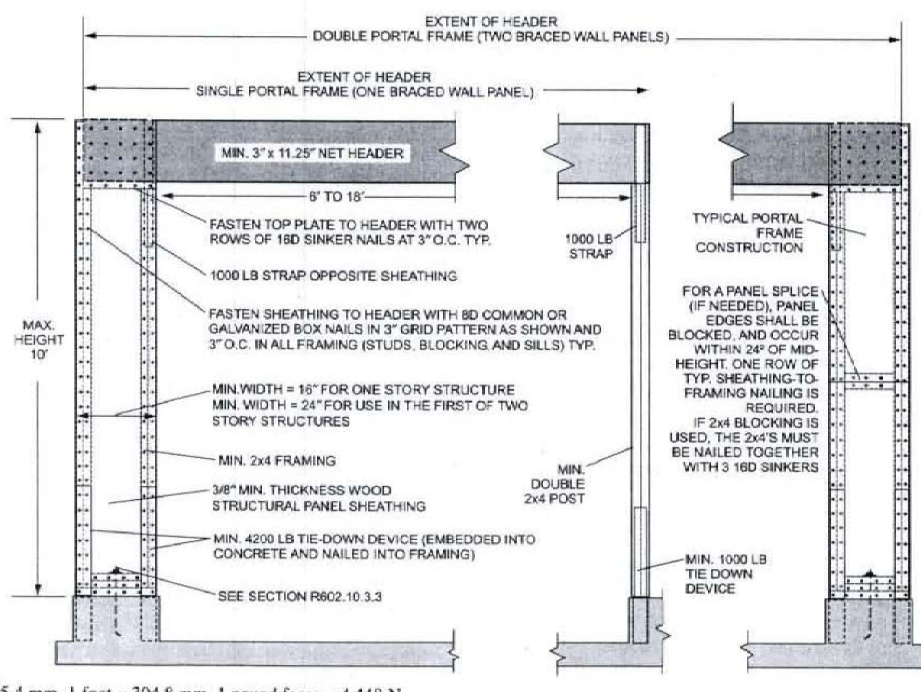 EXTENT OF HEADER
DOUBLE PORTAL FRAME (TWO BRACED WALL PANELS)
EXTENT OF HEADER
SINGLE PORTAL FRAME (ONE BRACED WALL PANEL)
MIN. 3" x 11.25" NET HEADER
6' TO 18'
FASTEN TOP PLATE TO HEADER WITH TWO
ROWS OF 16D SINKER NAILS AT 3" O.C. TYP.
1000 LB STRAP OPPOSITE SHEATHING
FASTEN SHEATHING TO HEADER WITH 8D COMMON OR
GALVANIZED BOX NAILS IN 3" GRID PATTERN AS SHOWN AND
3" O.C. IN ALL FRAMING (STUDS, BLOCKING, AND SILLS) TYP.
MAX.
HEIGHT
10'
MIN. WIDTH = 16" FOR ONE STORY STRUCTURE
MIN. WIDTH = 24" FOR USE IN THE FIRST OF TWO
STORY STRUCTURES
MIN. 2x4 FRAMING
3/8" MIN. THICKNESS WOOD
STRUCTURAL PANEL SHEATHING
MIN. 4200 LB TIE-DOWN DEVICE (EMBEDDED INTO
CONCRETE AND NAILED INTO FRAMING)
SEE SECTION R602.10.3.3
1000 LB
STRAP
MIN.
DOUBLE
2x4 POST
MIN. 1000 LB
TIE DOWN
DEVICE
TYPICAL PORTAL
FRAME
CONSTRUCTION
FOR A PANEL SPLICE
(IF NEEDED), PANEL
EDGES SHALL BE
BLOCKED, AND OCCUR
WITHIN 24" OF MID-
HEIGHT. ONE ROW OF
TYP. SHEATHING-TO-
FRAMING NAILING IS
REQUIRED.
IF 2x4 BLOCKING IS
USED, THE 2x4'S MUST
BE NAILED TOGETHER
WITH 3 16D SINKERS